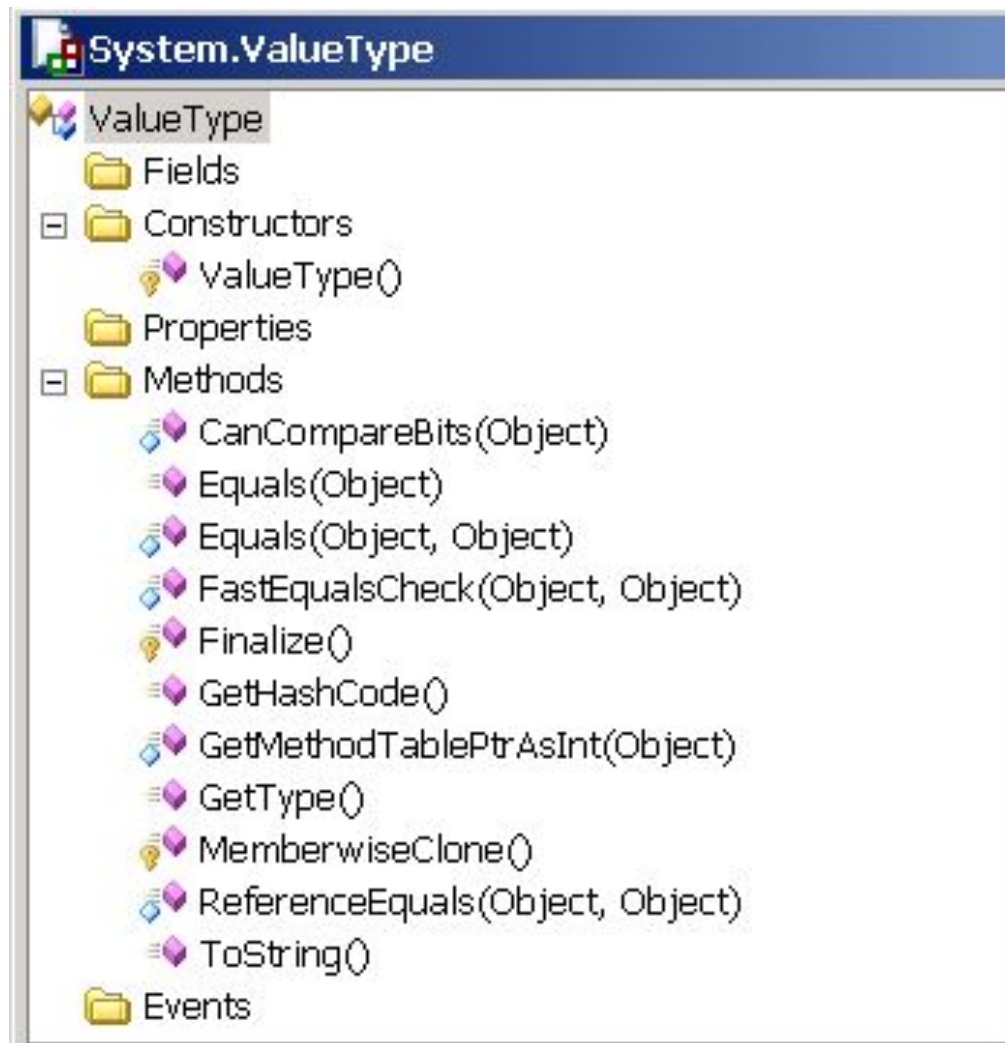 System.ValueType
ValueType
Fields
Constructors
ValueType()
Properties
Methods
CanCompareBits(Object)
Equals(Object)
Equals(Object, Object)
FastEqualsCheck(Object, Object)
Finalize()
GetHashCode()
GetMethodTablePtrAsInt(Object)
GetType()
MemberwiseClone()
ReferenceEquals(Object, Object)
ToString()
Events